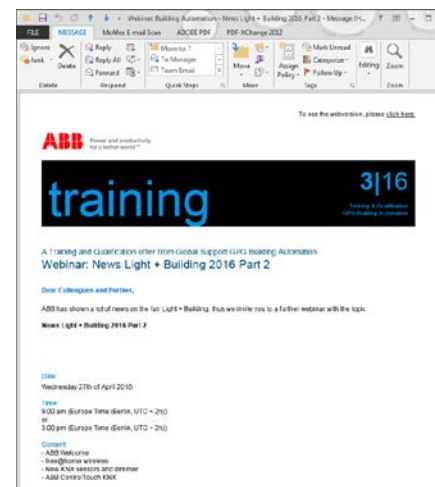 Webinar Building Automation - News Light + Building 2016 Part 2 - Message (H...
FILE MESSAGE McAfee E-mail Scan ADOBE PDF PDF-XChange 2012
Ignore
Junk
Delete
Reply
Reply All
Forward
Move to: ?
To Manager
Team Email
Move
Assign Policy
Mark Unread
Categorize
Follow Up
Editing
Zoom
Delete Respond Quick Steps Move Tags Zoom
To see the webversion, please click here.
ABB Power and productivity
for a better world™
training
3|16
Training & Qualification
GPG Building Automation
A Training and Qualification offer from Global Support GPG Building Automation
Webinar: News Light + Building 2016 Part 2
Dear Colleagues and Partner,
ABB has shown a lot of news on the fair Light + Building, thus we invite you to a further webinar with the topic
News Light + Building 2016 Part 2
Date:
Wednesday 27th of April 2016
Time:
9:00 am (Europe Time (Berlin, UTC + 2h))
or
3:00 pm (Europe Time (Berlin, UTC + 2h))
Content:
- ABB Welcome
- free@home wireless
- New KNX sensors and dimmer
- ABB ControlTouch KNX